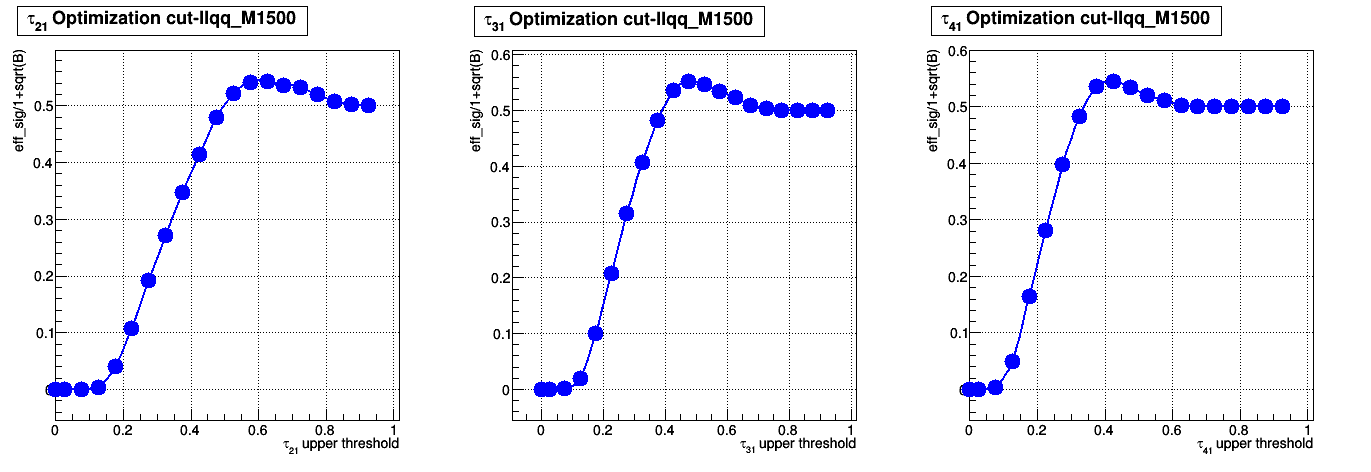 τ21 Optimization cut-llqq_M1500
eff_sig/1+sqrt(B)
0.5
0.4
0.3
0.2
0.1
0
0 0.2 0.4 0.6 0.8 1
τ21 upper threshold
τ31 Optimization cut-llqq_M1500
eff_sig/1+sqrt(B)
0.6
0.5
0.4
0.3
0.2
0.1
0
0 0.2 0.4 0.6 0.8 1
τ31 upper threshold
τ41 Optimization cut-llqq_M1500
eff_sig/1+sqrt(B)
0.6
0.5
0.4
0.3
0.2
0.1
0
0 0.2 0.4 0.6 0.8 1
τ41 upper threshold